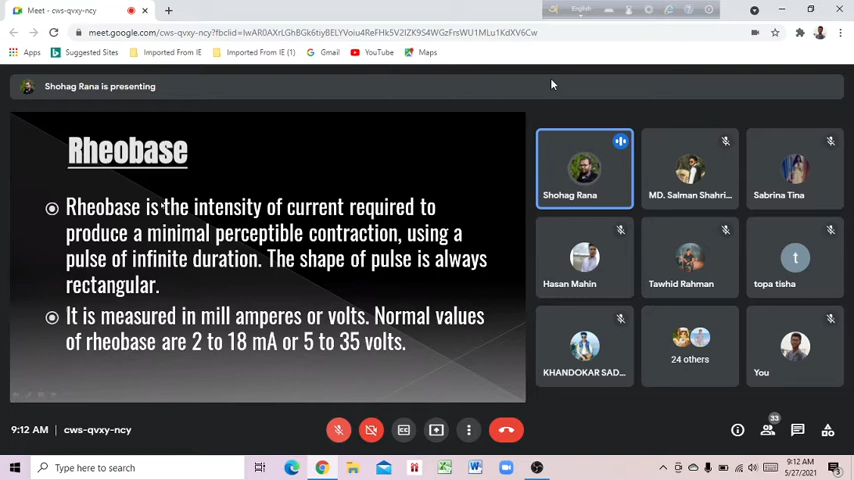 Meet - cws-qvxy-ncy
English
meet.google.com/cws-qvxy-ncy?fbclid=IwAR0AXrLGhBGk6tiyBELYVoiu4ReFHk5V2IZK9S4WGzFrsWU1MLu1KdXV6Cw
Apps
Suggested Sites
Imported From IE
Imported From IE (1)
Gmail
YouTube
Maps
Shohag Rana is presenting
Rheobase
Rheobase is the intensity of current required to
produce a minimal perceptible contraction, using a
pulse of infinite duration. The shape of pulse is always
rectangular.
It is measured in mill amperes or volts. Normal values
of rheobase are 2 to 18 mA or 5 to 35 volts.
Shohag Rana
MD. Salman Shahri...
Sabrina Tina
Hasan Mahin
Tawhid Rahman
t
topa tisha
KHANDOKAR SAD...
24 others
You
9:12 AM
cws-qvxy-ncy
33
Type here to search
9:12 AM
5/27/2021
3